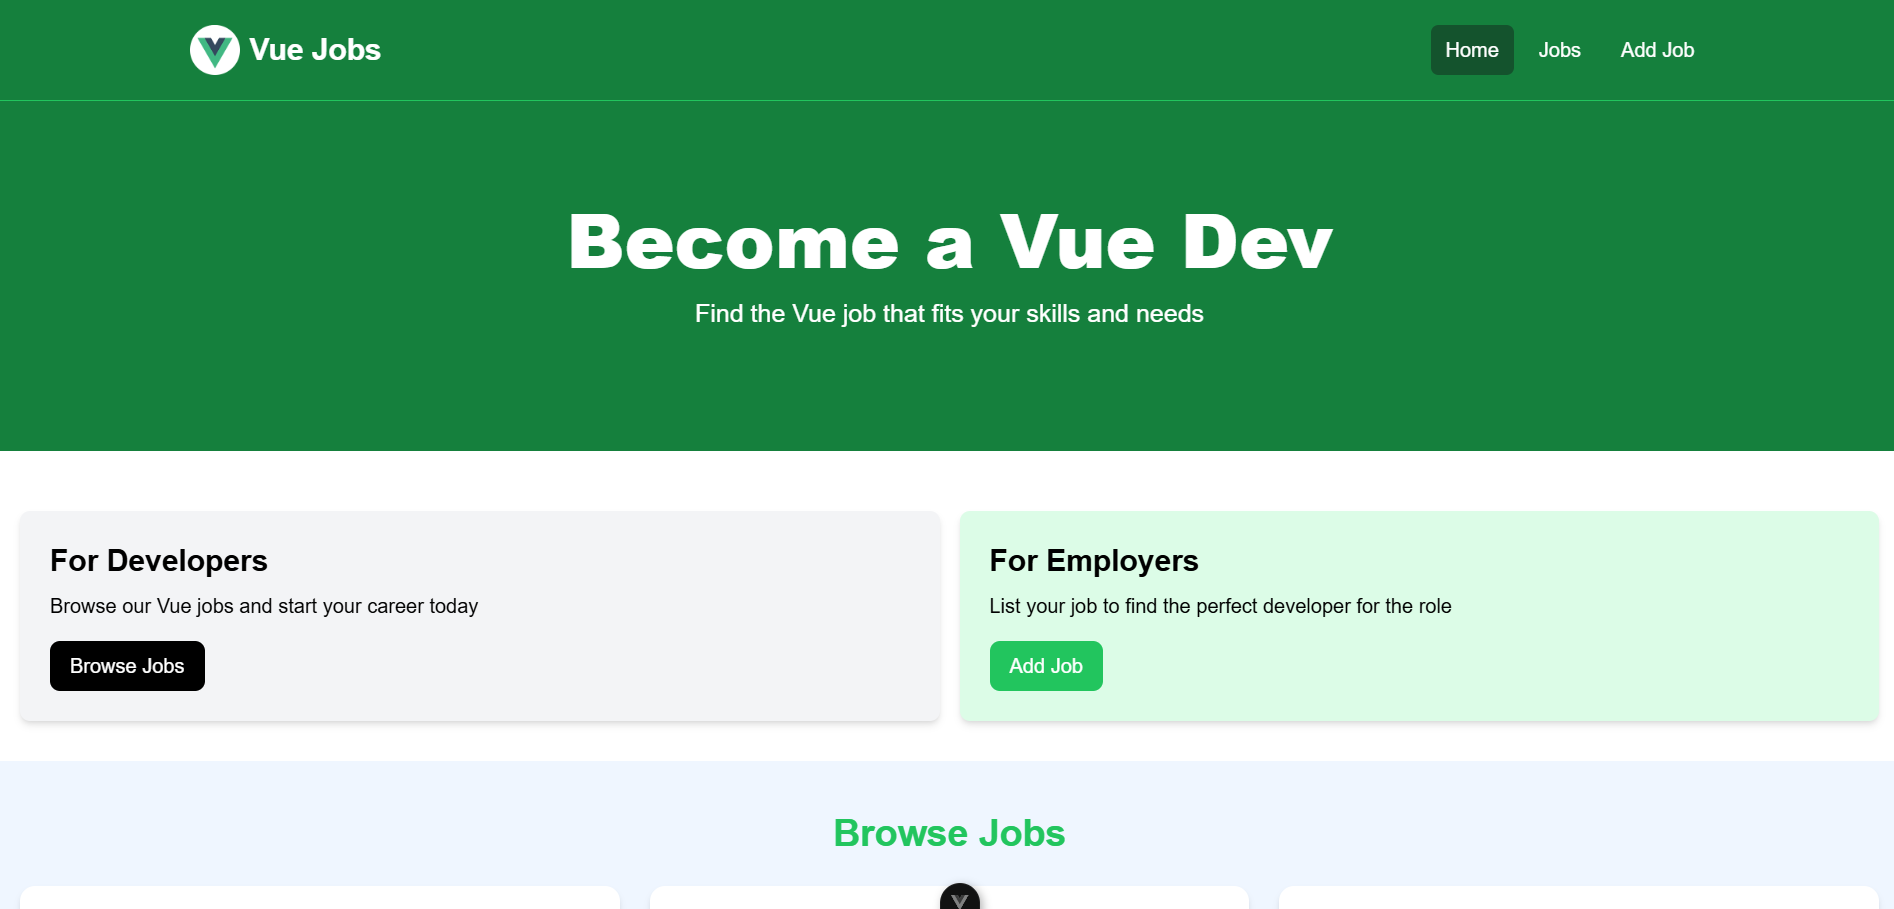 Vue Jobs
Home
Jobs
Add Job
Become a Vue Dev
Find the Vue job that fits your skills and needs
For Developers
Browse our Vue jobs and start your career today
Browse Jobs
For Employers
List your job to find the perfect developer for the role
Add Job
Browse Jobs